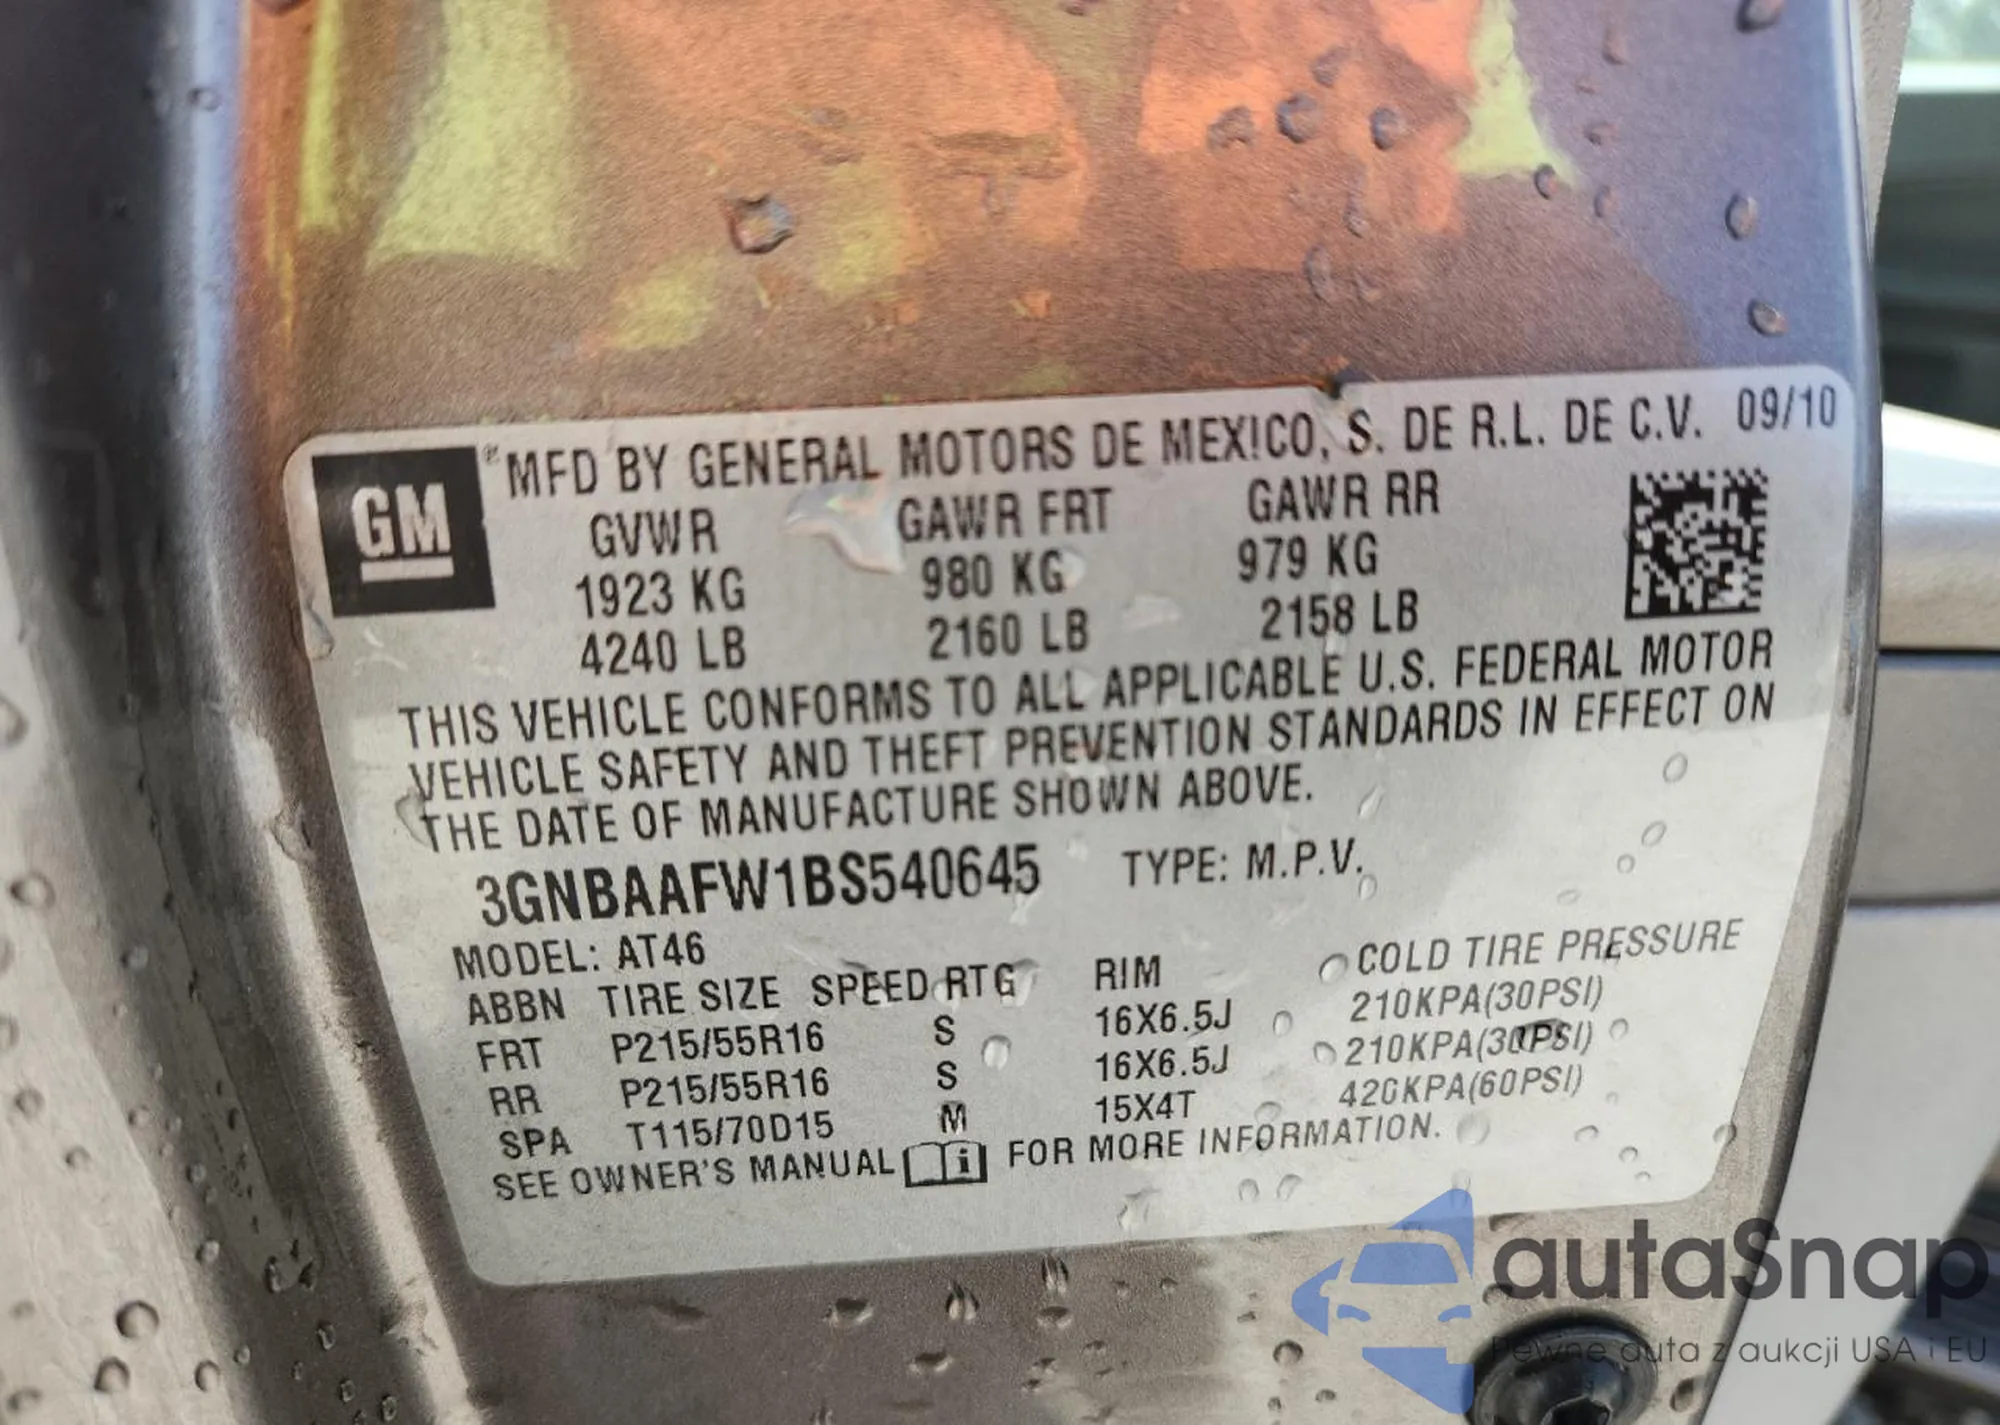 GM
® MFD BY GENERAL MOTORS DE MEXICO, S. DE R.L. DE C.V. 09/10
GVWR GAWR FRT GAWR RR
1923 KG 980 KG 979 KG
4240 LB 2160 LB 2158 LB
THIS VEHICLE CONFORMS TO ALL APPLICABLE U.S. FEDERAL MOTOR
VEHICLE SAFETY AND THEFT PREVENTION STANDARDS IN EFFECT ON
THE DATE OF MANUFACTURE SHOWN ABOVE.
3GNBAAFW1BS540645 TYPE: M.P.V.
MODEL: AT46
ABBN TIRE SIZE SPEED RTG RIM COLD TIRE PRESSURE
FRT P215/55R16 S 16X6.5J 210KPA(30PSI)
RR P215/55R16 S 16X6.5J 210KPA(30PSI)
SPA T115/70D15 M 15X4T 420KPA(60PSI)
SEE OWNER'S MANUAL i FOR MORE INFORMATION.
autaSnap
Pewne auta z aukcji USA i EU